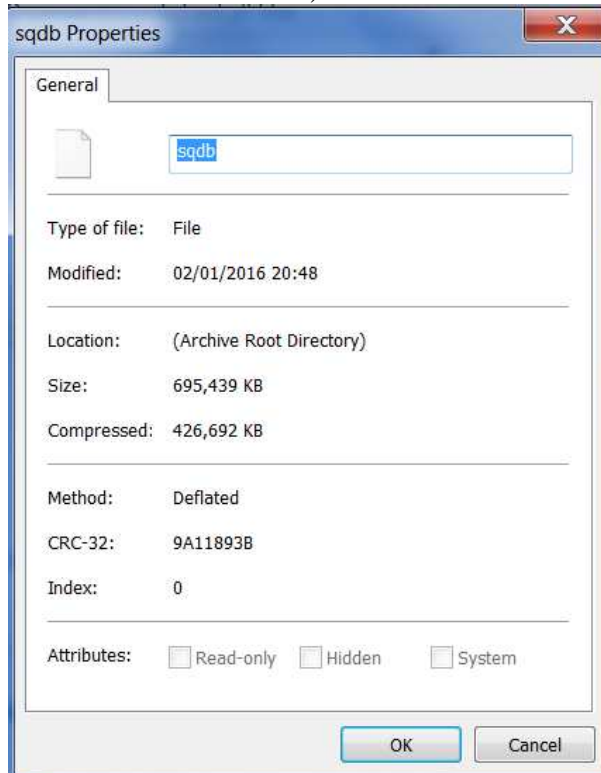 sqdb Properties
X
General
sqdb
Type of file: File
Modified: 02/01/2016 20:48
Location: (Archive Root Directory)
Size: 695,439 KB
Compressed: 426,692 KB
Method: Deflated
CRC-32: 9A11893B
Index: 0
Attributes: Read-only Hidden System
OK Cancel